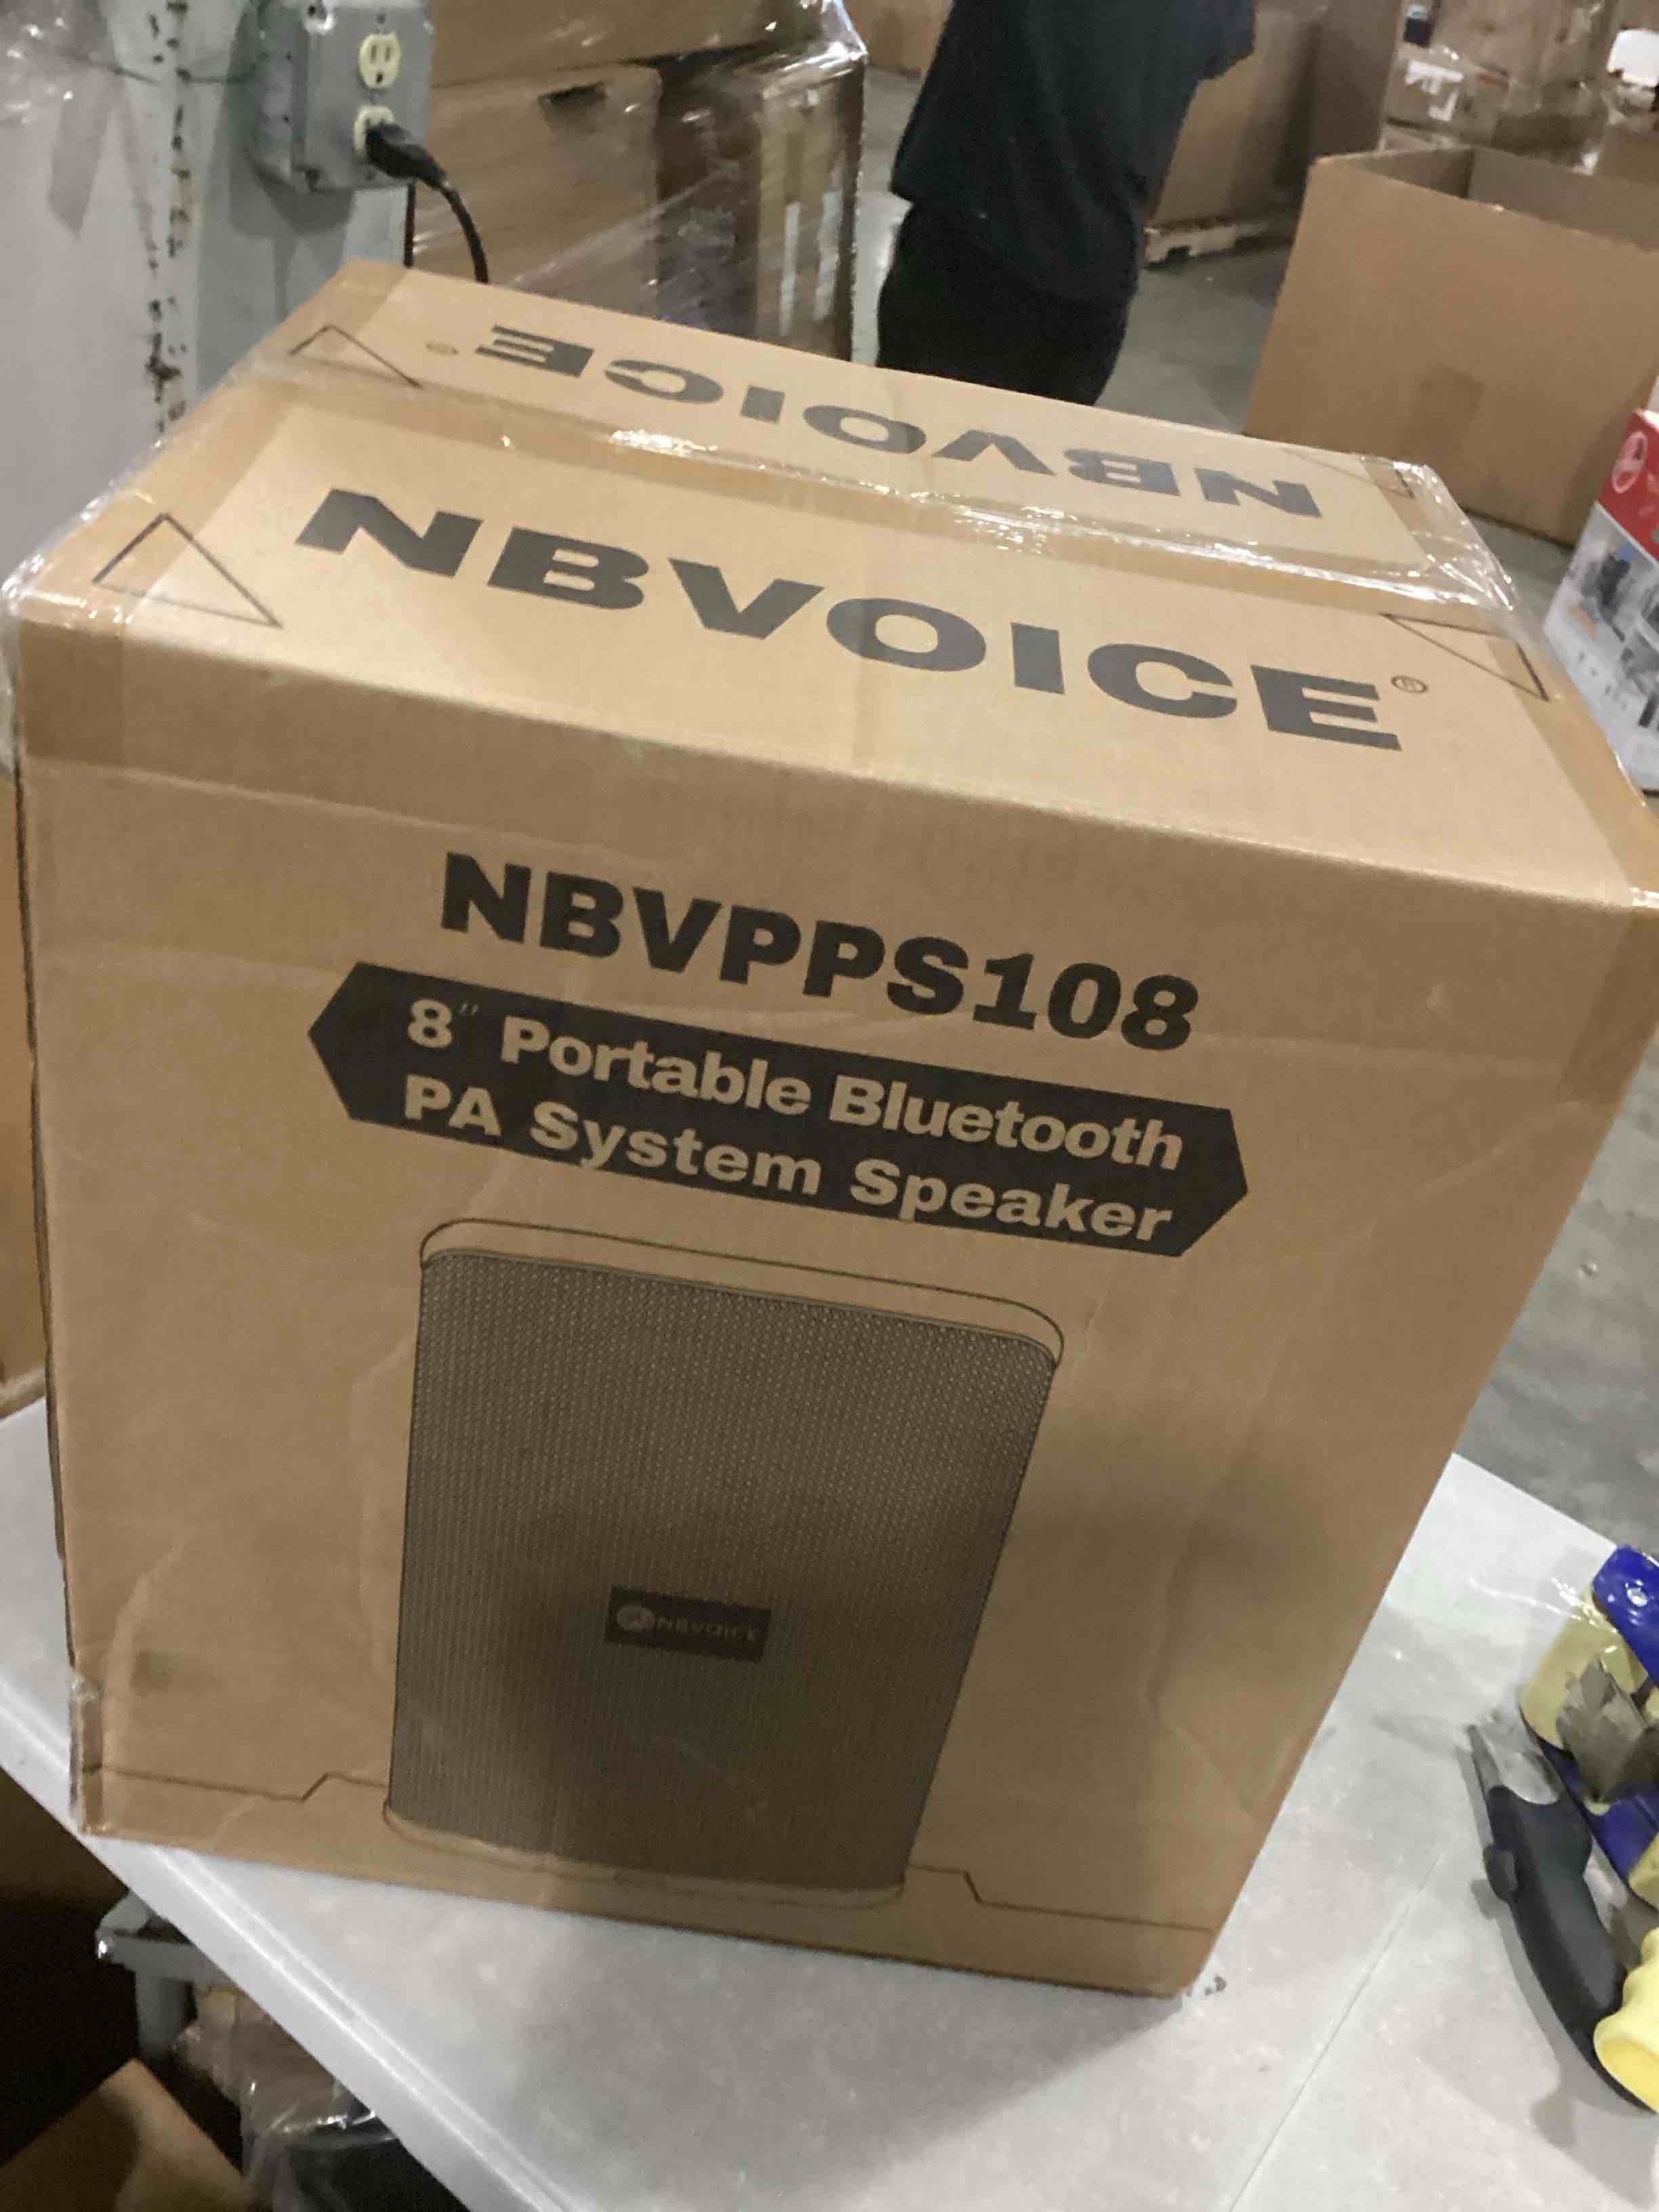 NBVOICE®
NBVOICE®
NBVPPS108
8" Portable Bluetooth
PA System Speaker
NBVOICE